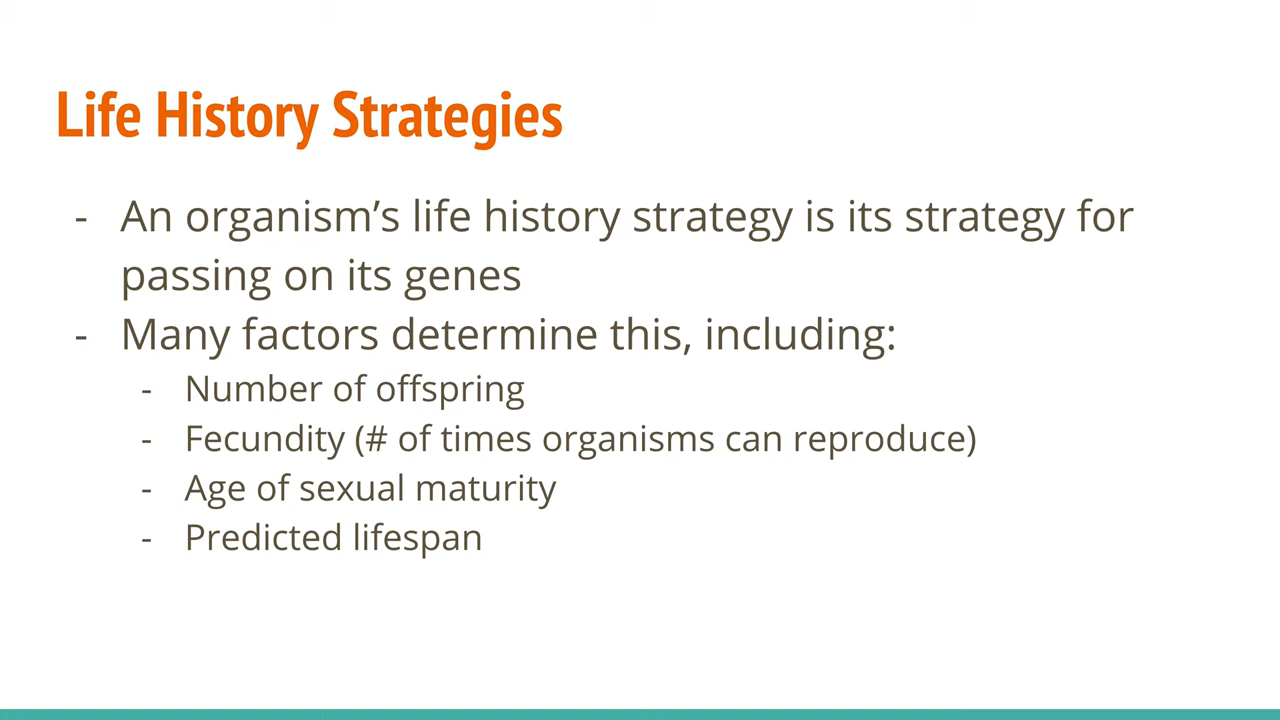 Life History Strategies
- An organism’s life history strategy is its strategy for
passing on its genes
- Many factors determine this, including:
- Number of offspring
- Fecundity (# of times organisms can reproduce)
- Age of sexual maturity
- Predicted lifespan